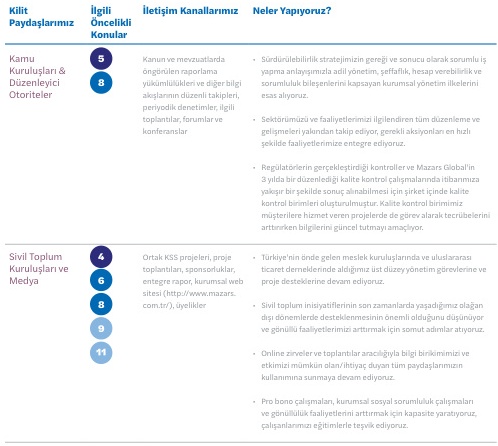 Kilit
Paydaşlarımız
İlgili
Öncelikli
Konular
İletişim Kanallarımız
Neler Yapıyoruz?
Kamu
Kuruluşları &
Düzenleyici
Otoriteler
5
8
Kanun ve mevzuatlarda
öngörülen raporlama
yükümlülükleri ve diğer bilgi
akışlarının düzenli takipleri,
periyodik denetimler, ilgili
toplantılar, forumlar ve
konferanslar
• Sürdürülebilirlik stratejimizin gereği ve sonucu olarak sorumlu iş
yapma anlayışımızla adil yönetim, şeffaflık, hesap verebilirlik ve
sorumluluk bileşenlerini kapsayan kurumsal yönetim ilkelerini
esas alıyoruz.
• Sektörümüzü ve faaliyetlerimizi ilgilendiren tüm düzenleme ve
gelişmeleri yakından takip ediyor, gerekli aksiyonları en hızlı
şekilde faaliyetlerimize entegre ediyoruz.
• Regülatörlerin gerçekleştirdiği kontroller ve Mazars Global'in
3 yılda bir düzenlediği kalite kontrol çalışmalarında itibarımıza
yakışır bir şekilde sonuç alınabilmesi için şirket içinde kalite
kontrol birimleri oluşturulmuştur. Kalite kontrol birimimiz
müşterilere hizmet veren projelerde de görev alarak tecrübelerini
arttırırken bilgilerini güncel tutmayı amaçlıyor.
Sivil Toplum
Kuruluşları ve
Medya
4
6
8
9
11
Ortak KSS projeleri, proje
toplantıları, sponsorluklar,
entegre rapor, kurumsal web
sitesi (http://www.mazars.
com.tr/), üyelikler
• Türkiye'nin önde gelen meslek kuruluşlarında ve uluslararası
ticaret derneklerinde aldığımız üst düzey yönetim görevlerine ve
proje desteklerine devam ediyoruz.
• Sivil toplum inisiyatiflerinin son zamanlarda yaşadığımız olağan
dışı dönemlerde desteklenmesinin önemli olduğunu düşünüyor
ve gönüllü faaliyetlerimizi arttırmak için somut adımlar atıyoruz.
• Online zirveler ve toplantılar aracılığıyla bilgi birikimimizi ve
etkimizi mümkün olan/ihtiyaç duyan tüm paydaşlarımızın
kullanımına sunmaya devam ediyoruz.
• Pro bono çalışmaları, kurumsal sosyal sorumluluk çalışmaları
ve gönüllülük faaliyetlerini arttırmak için kapasite yaratıyoruz,
çalışanlarımızı eğitimlerle teşvik ediyoruz.